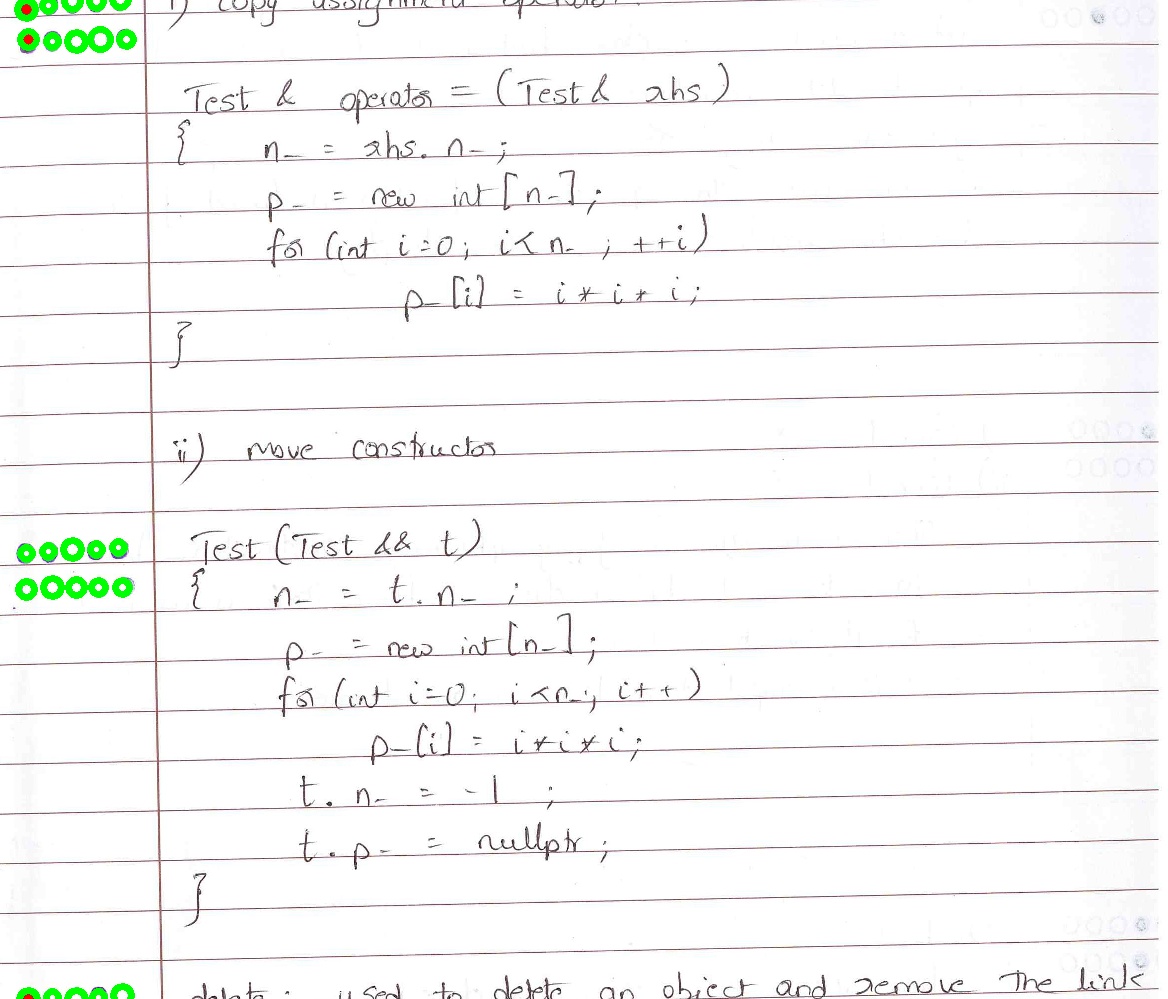 i) copy assignment operator.
Test & operator = (Test & rhs)
{ n_ = rhs. n_ ;
p_ = new int [n_];
for (int i=0; i< n_ ; ++i)
p_[i] = i * i * i;
}
ii) move constructor
Test (Test && t)
{ n_ = t. n_ ;
p_ = new int [n_];
for (int i=0; i<n_; i++)
p_[i] = i*i*i;
t. n_ = -1 ;
t. p_ = nullptr ;
}
delete : used to delete an object and remove the link